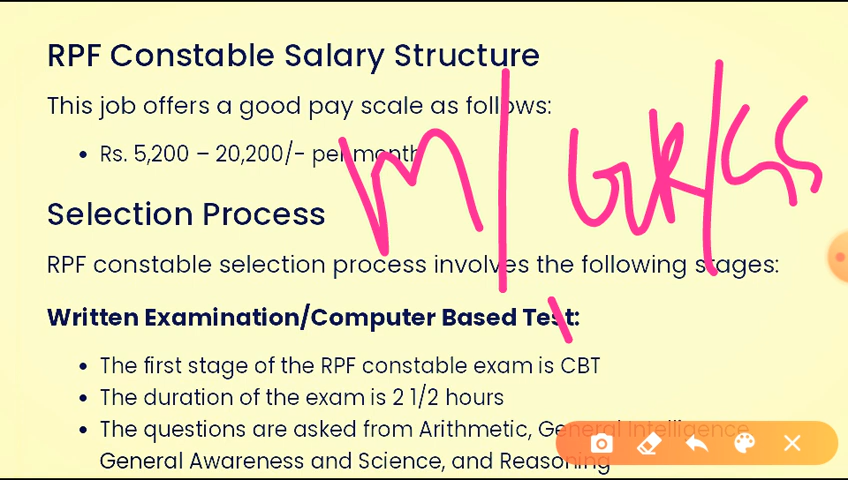 RPF Constable Salary Structure
This job offers a good pay scale as follows:
• Rs. 5,200 – 20,200/- per month
M/GR/GS
Selection Process
RPF constable selection process involves the following stages:
Written Examination/Computer Based Test:
• The first stage of the RPF constable exam is CBT
• The duration of the exam is 2 1/2 hours
• The questions are asked from Arithmetic, General Intelligence
General Awareness and Science, and Reasoning